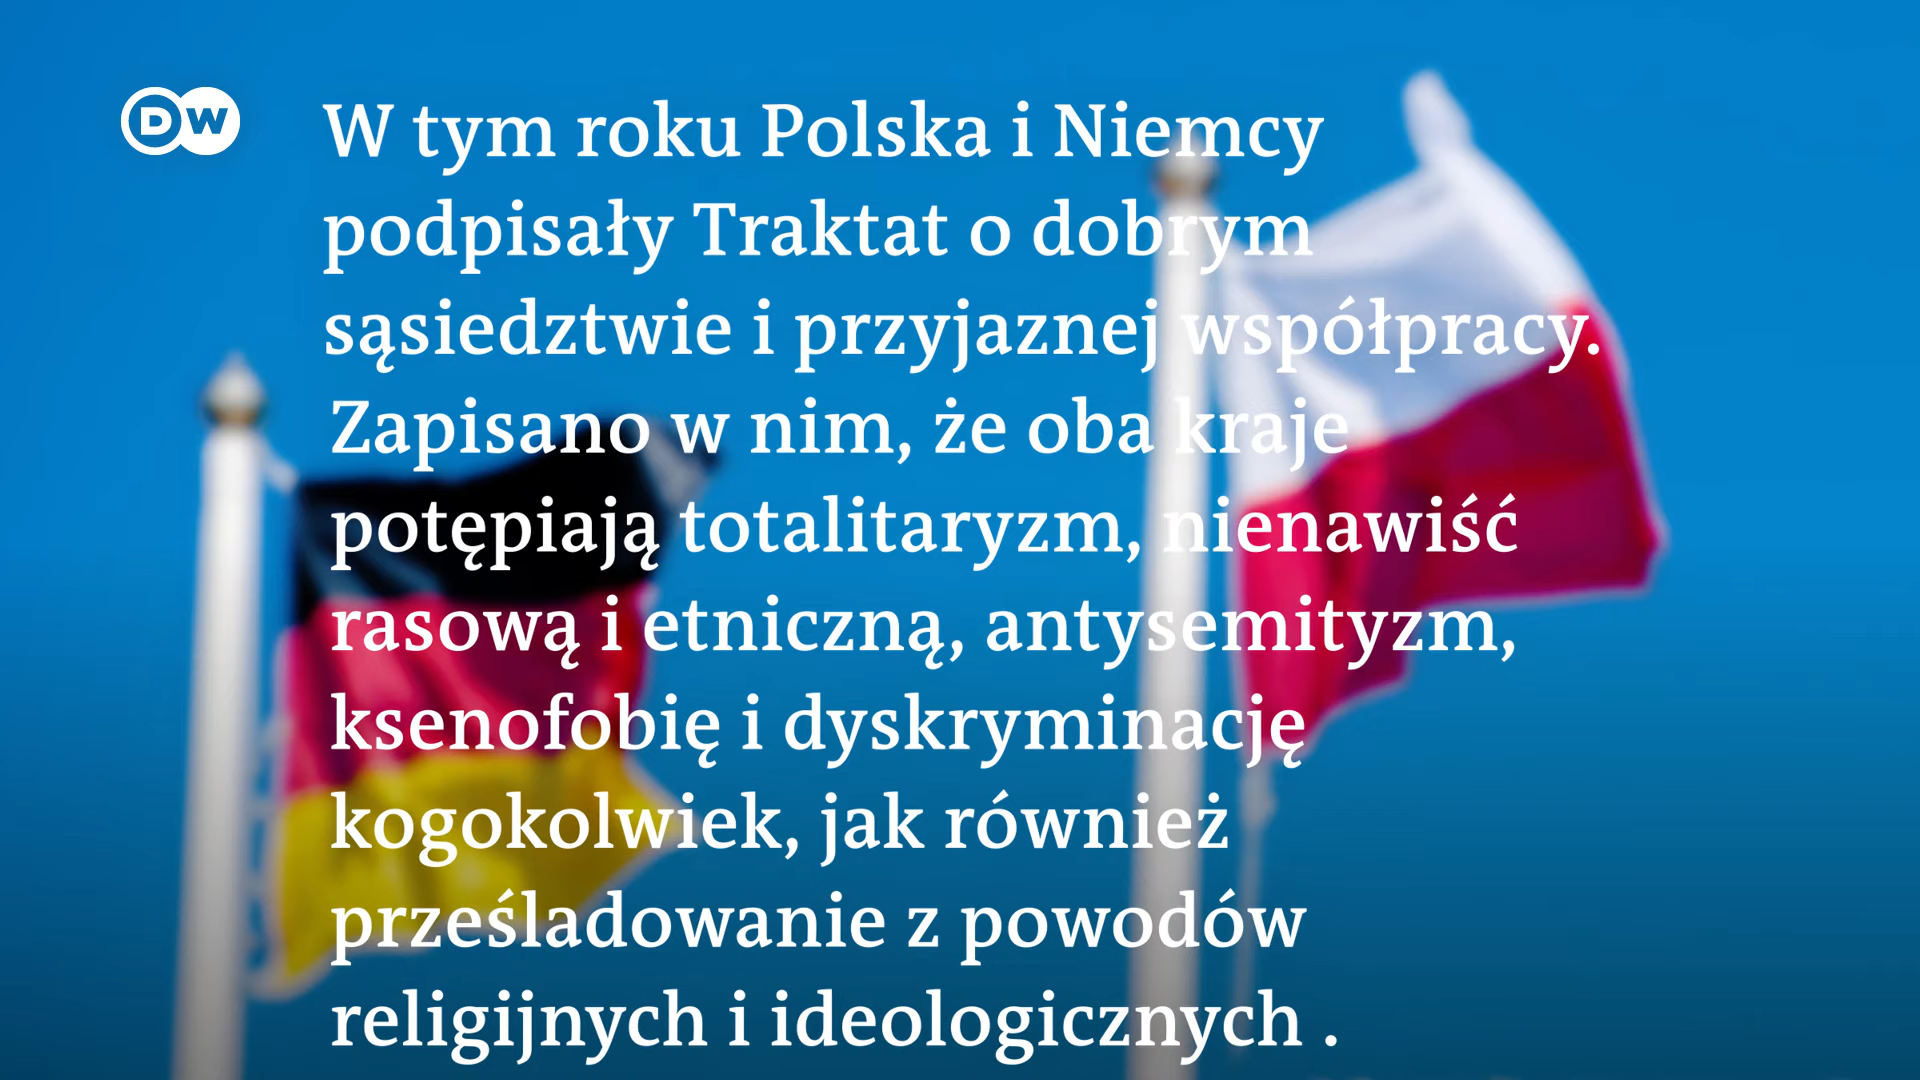 DW
W tym roku Polska i Niemcy
podpisały Traktat o dobrym
sąsiedztwie i przyjaznej współpracy.
Zapisano w nim, że oba kraje
potępiają totalitaryzm, nienawiść
rasową i etniczną, antysemityzm,
ksenofobię i dyskryminację
kogokolwiek, jak również
prześladowanie z powodów
religijnych i ideologicznych .